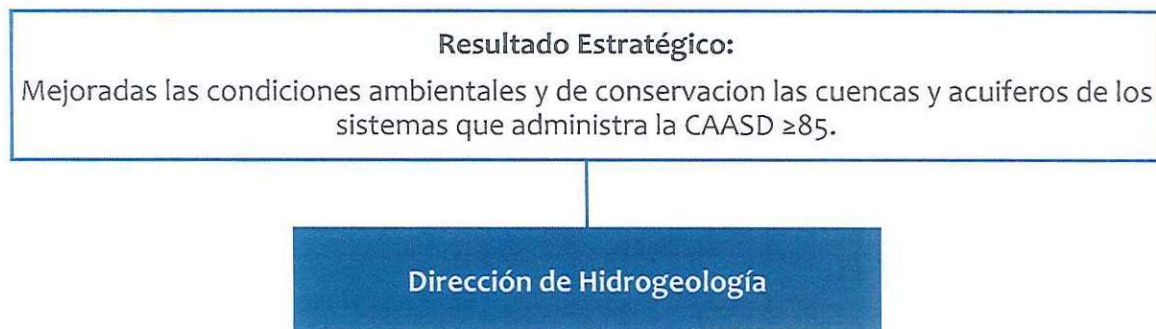 Resultado Estratégico:
Mejoradas las condiciones ambientales y de conservacion las cuencas y acuiferos de los
sistemas que administra la CAASD ≥85.
Dirección de Hidrogeología